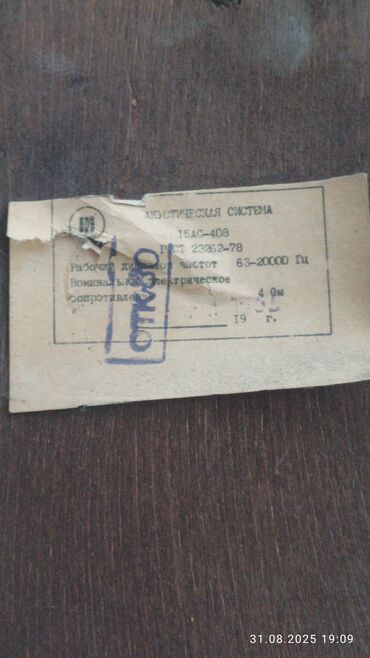 АКУСТИЧЕСКАЯ СИСТЕМА
15АС-408
ГОСТ 23262-78
Рабочий диапазон частот 63-20000 Гц
Номинальное электрическое
сопротивление 4 Ом
19 г.
ОТК-30
31.08.2025 19:09